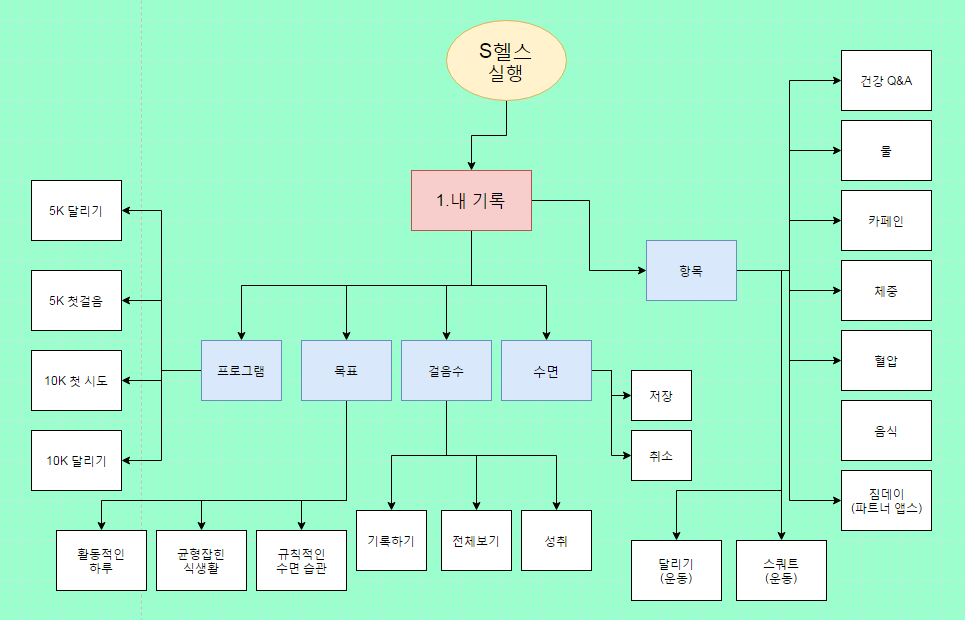 S헬스
실행
건강 Q&A
물
1.내 기록
5K 달리기
카페인
항목
체중
5K 첫걸음
혈압
프로그램
목표
걸음수
수면
10K 첫 시도
저장
음식
취소
10K 달리기
짐데이
(파트너 앱스)
활동적인
하루
균형잡힌
식생활
규칙적인
수면 습관
기록하기
전체보기
성취
달리기
(운동)
스쿼트
(운동)